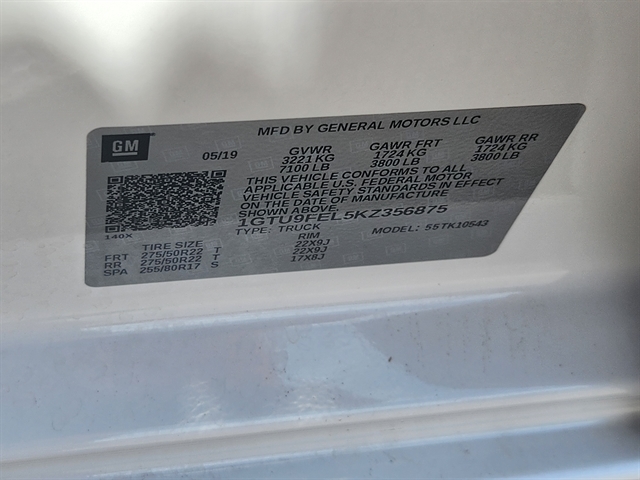 MFD BY GENERAL MOTORS LLC
GM
05/19
GVWR GAWR FRT GAWR RR
3221 KG 1724 KG 1724 KG
7100 LB 3800 LB 3800 LB
THIS VEHICLE CONFORMS TO ALL
APPLICABLE U.S. FEDERAL MOTOR
VEHICLE SAFETY STANDARDS IN EFFECT
ON THE DATE OF MANUFACTURE
SHOWN ABOVE.
1GTU9FEL5KZ356875
140X
TYPE: TRUCK MODEL: 55TK10543
TIRE SIZE RIM
FRT 275/50R22 T 22X9J
RR 275/50R22 T 22X9J
SPA 255/80R17 S 17X8J